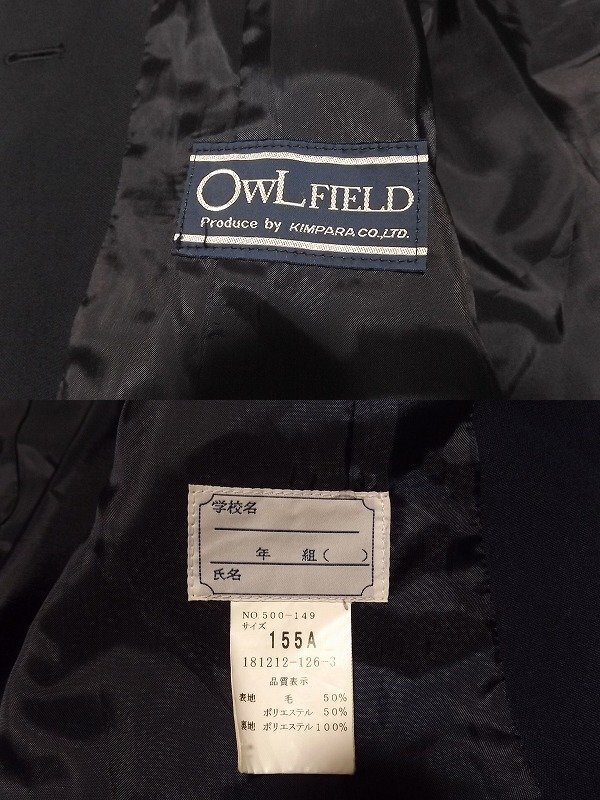 OWL FIELD
Produce by KIMPARA CO.,LTD.
学校名
年 組( )
氏名
NO.500-149
サイズ
155A
181212-126-3
品質表示
表地 毛 50%
ポリエステル 50%
裏地 ポリエステル 100%